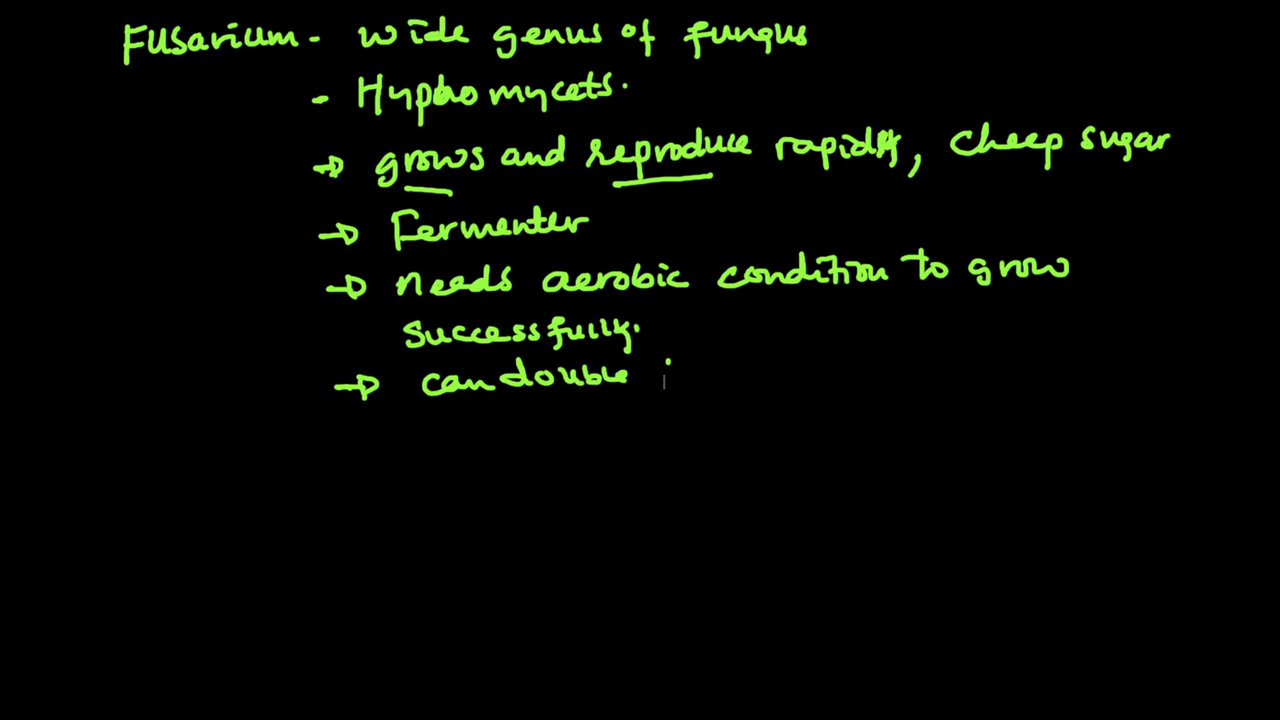 Fusarium - wide genus of fungus
- Hyphomycets.
→ grows and reproduce rapidly, cheep sugar
→ Fermenter
→ needs aerobic condition to grow
successfully.
→ can double i